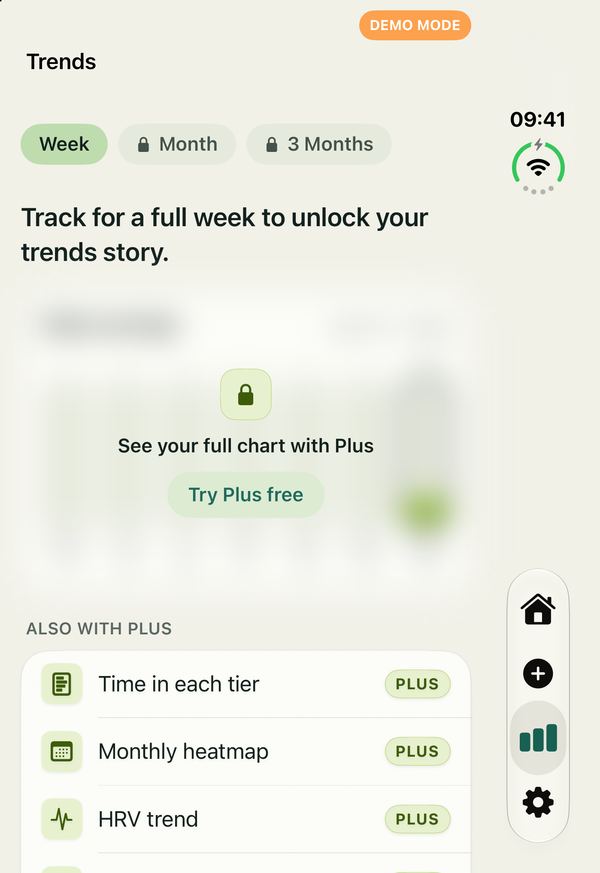 DEMO MODE
Trends
09:41
Week
Month
3 Months
Track for a full week to unlock your
trends story.
See your full chart with Plus
Try Plus free
ALSO WITH PLUS
Time in each tier
PLUS
Monthly heatmap
PLUS
HRV trend
PLUS